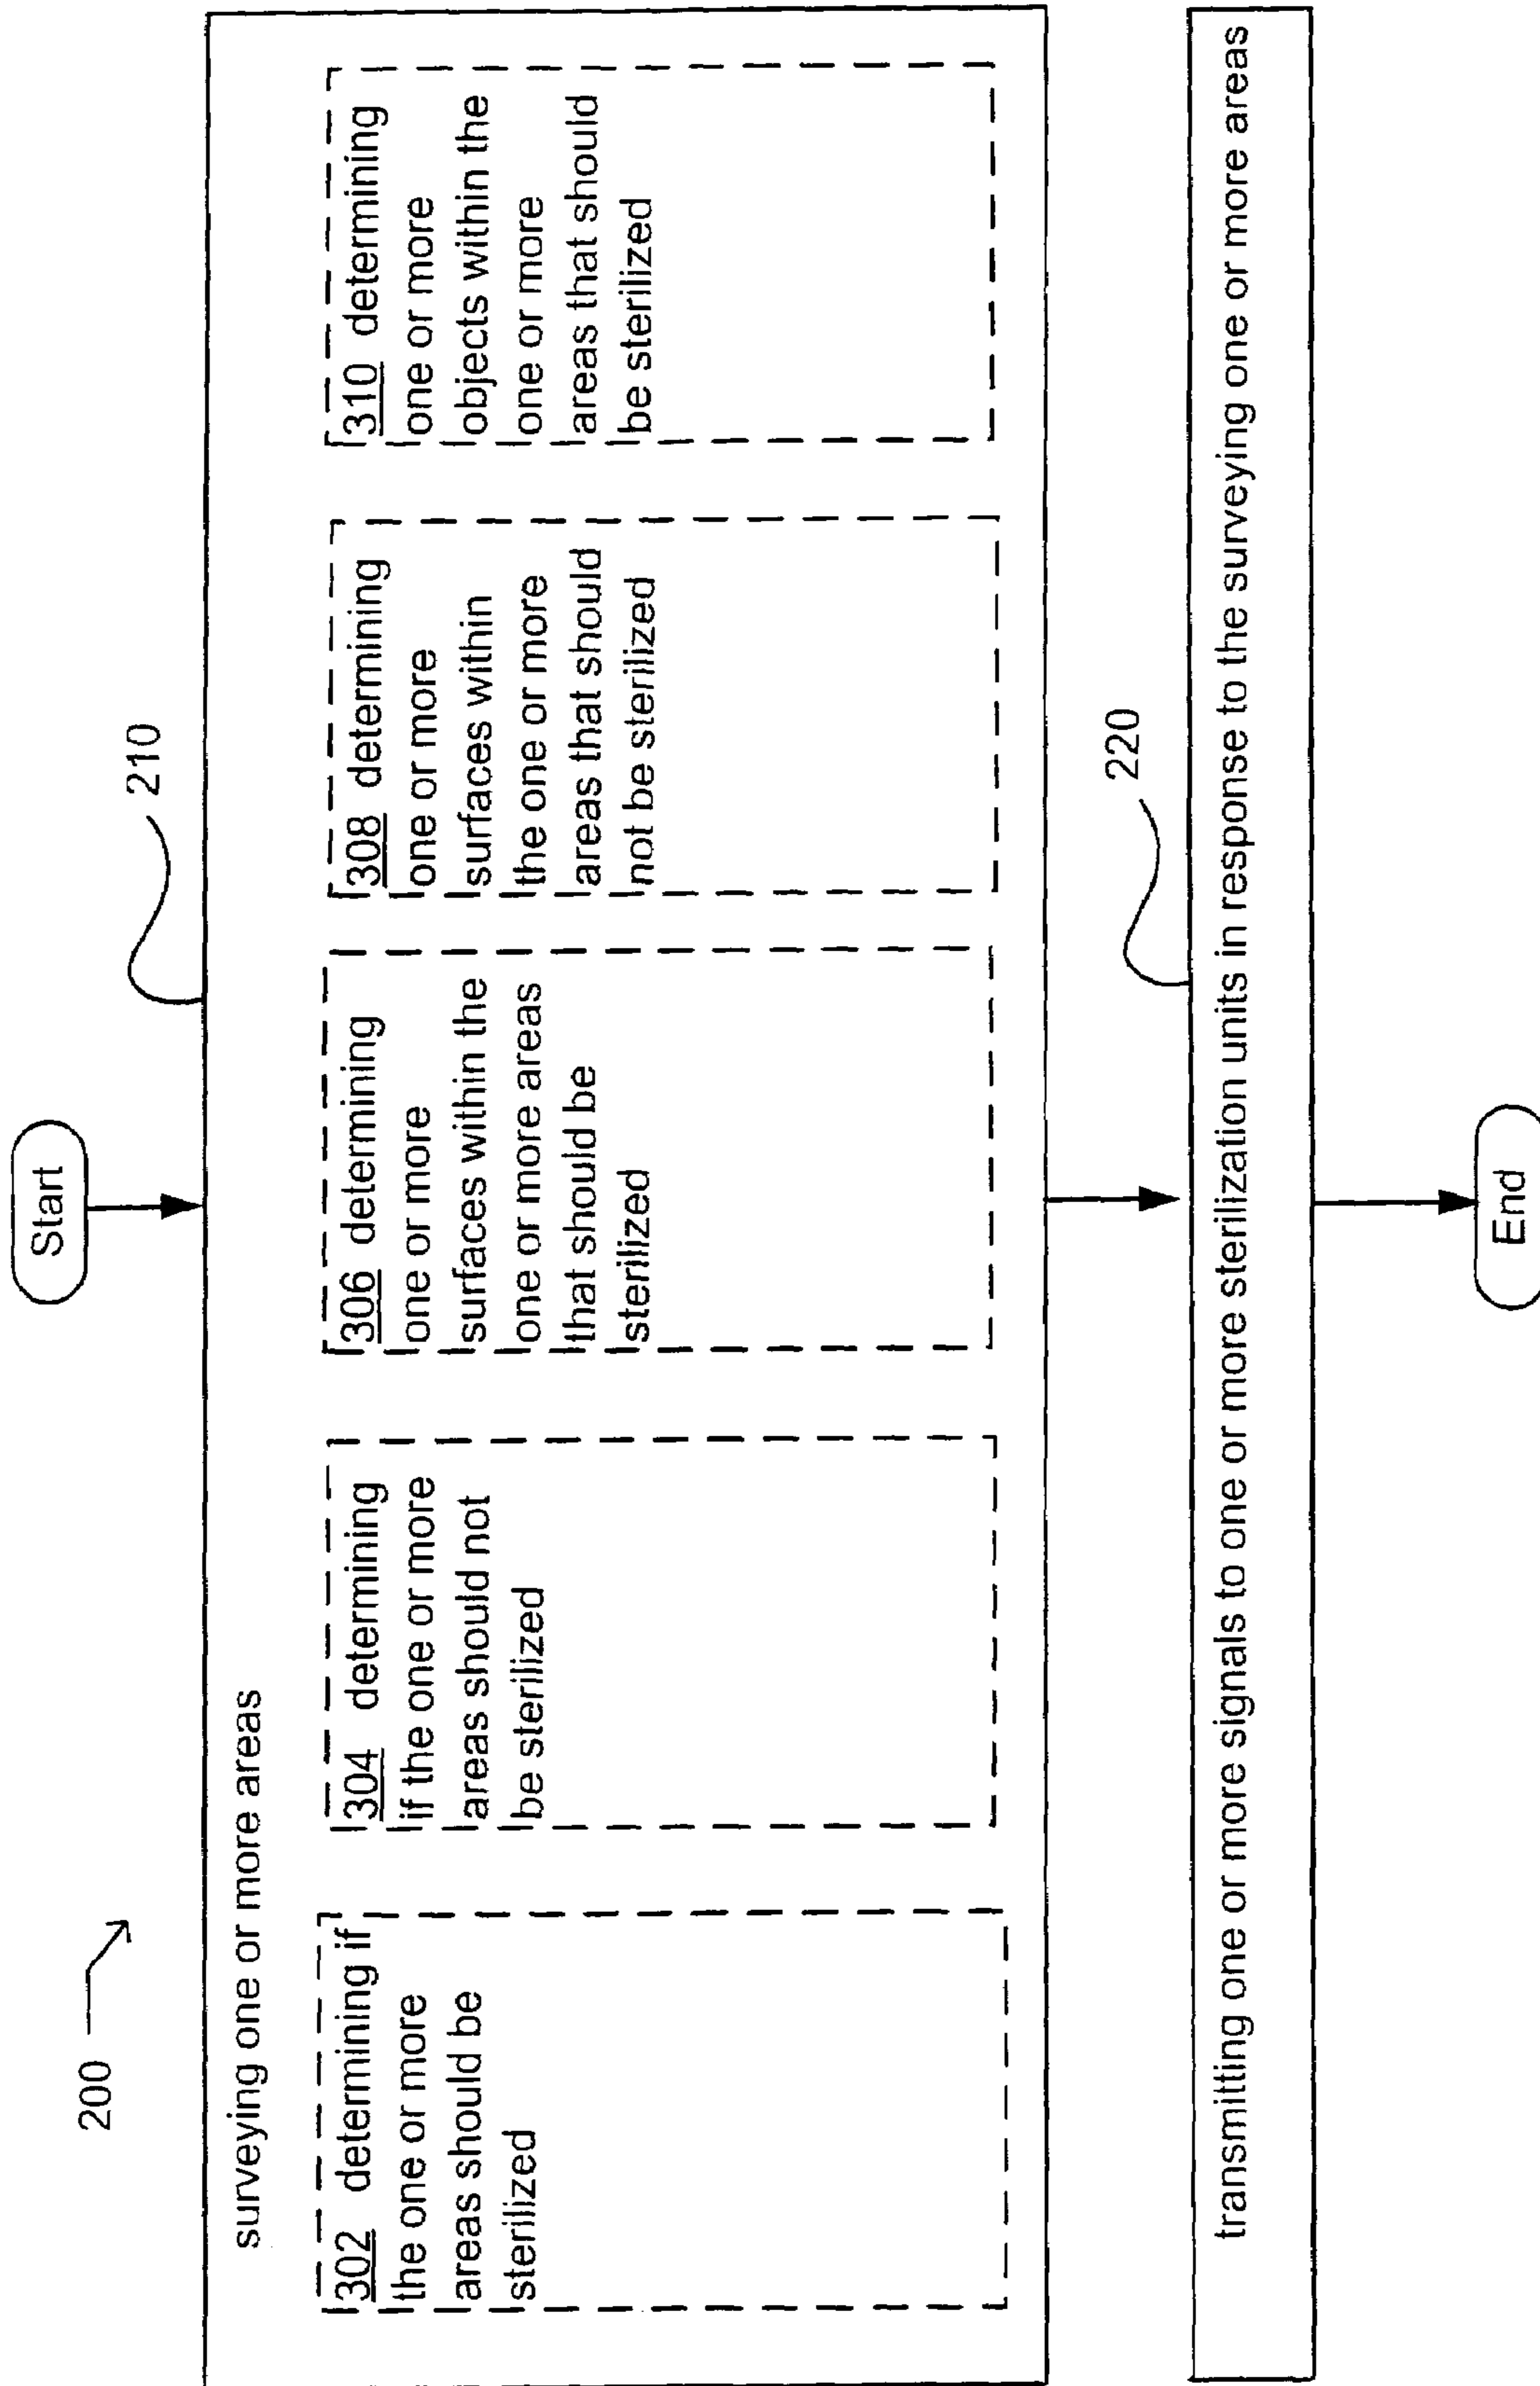 Start
200
210
surveying one or more areas
302 determining if
the one or more
areas should be
sterilized
304 determining
if the one or more
areas should not
be sterilized
306 determining
one or more
surfaces within the
one or more areas
that should be
sterilized
308 determining
one or more
surfaces within
the one or more
areas that should
not be sterilized
310 determining
one or more
objects within the
one or more
areas that should
be sterilized
220
transmitting one or more signals to one or more sterilization units in response to the surveying one or more areas
End